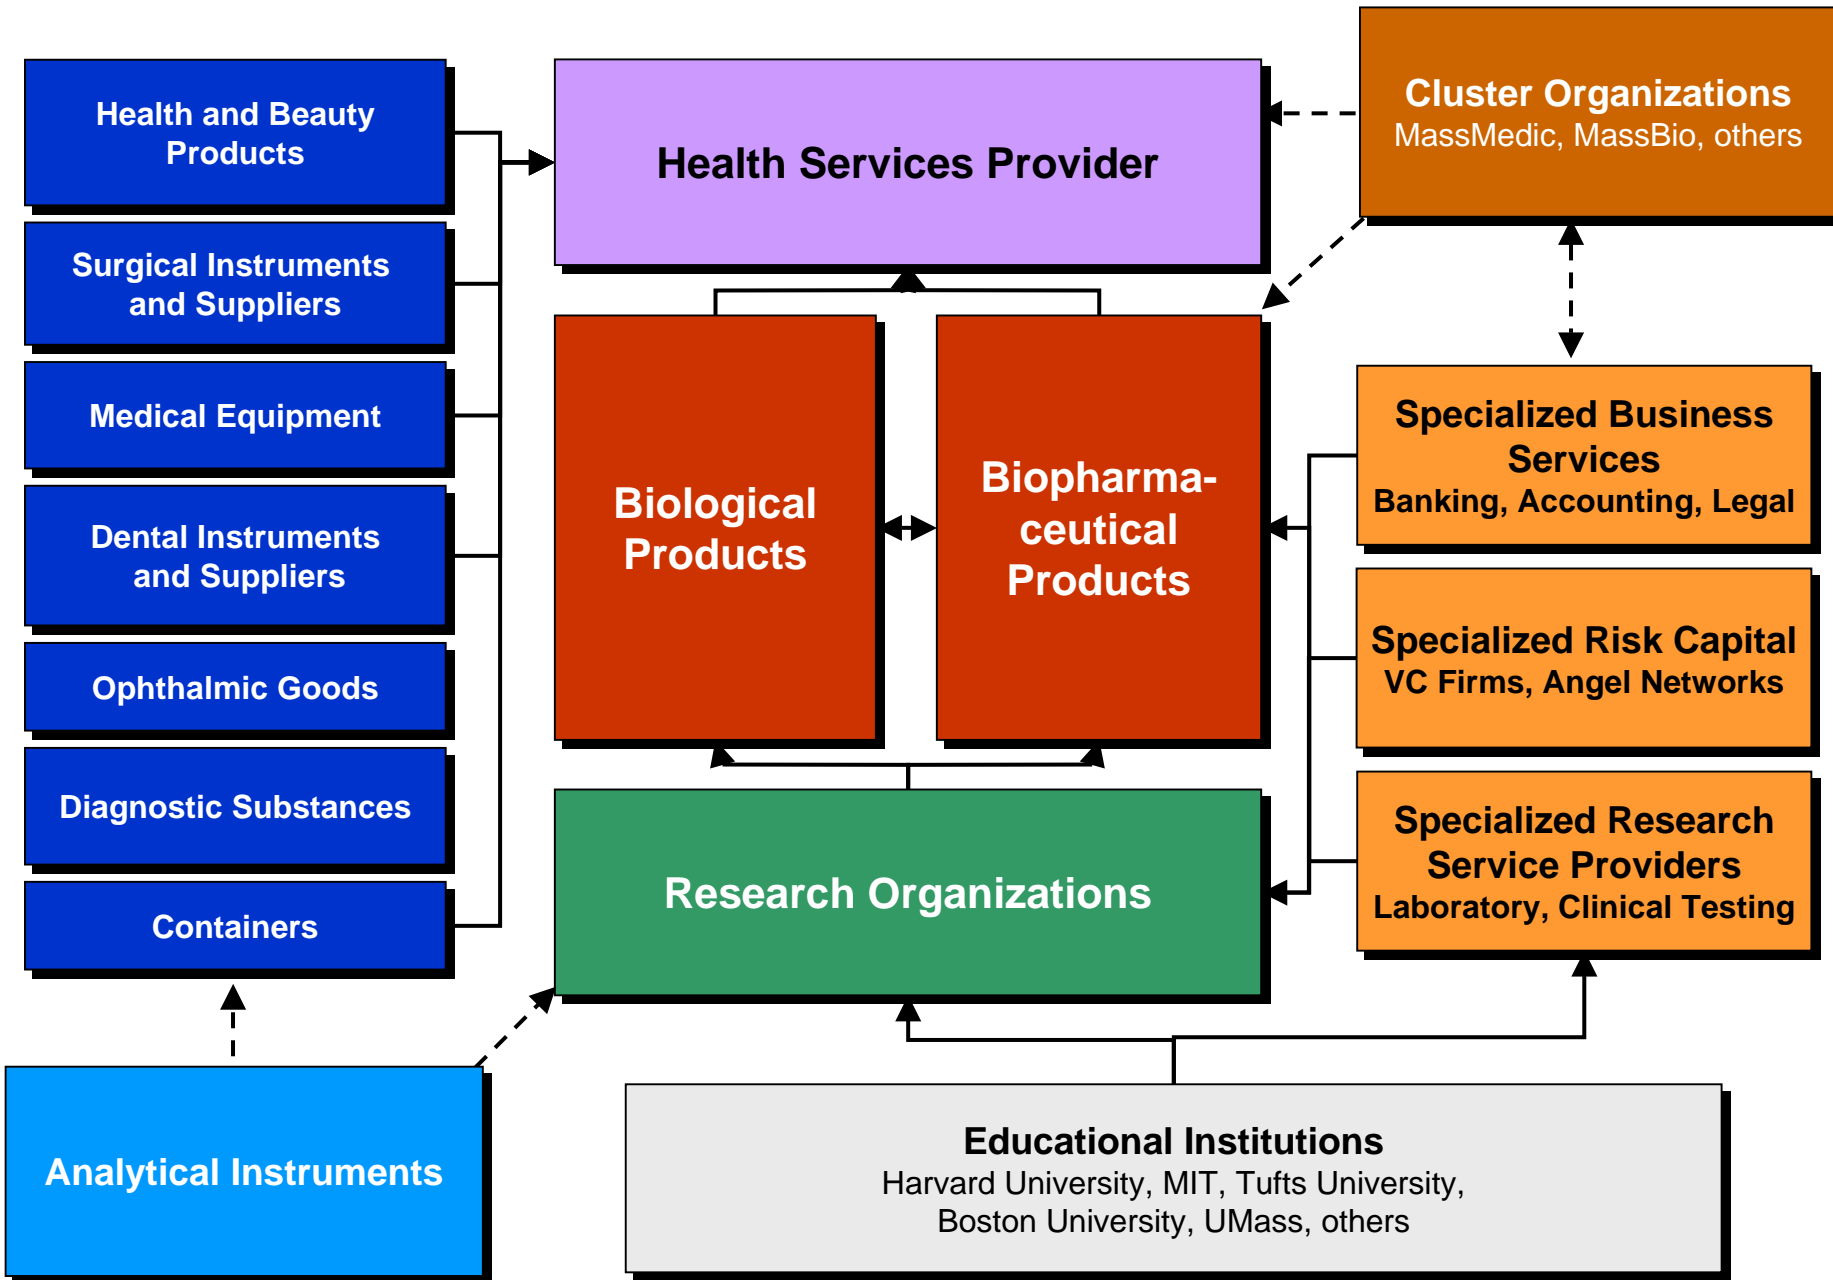 Health and Beauty
Products
Surgical Instruments
and Suppliers
Medical Equipment
Dental Instruments
and Suppliers
Ophthalmic Goods
Diagnostic Substances
Containers
Analytical Instruments
Health Services Provider
Biological
Products
Biopharma-
ceutical
Products
Research Organizations
Educational Institutions
Harvard University, MIT, Tufts University,
Boston University, UMass, others
Cluster Organizations
MassMedic, MassBio, others
Specialized Business
Services
Banking, Accounting, Legal
Specialized Risk Capital
VC Firms, Angel Networks
Specialized Research
Service Providers
Laboratory, Clinical Testing